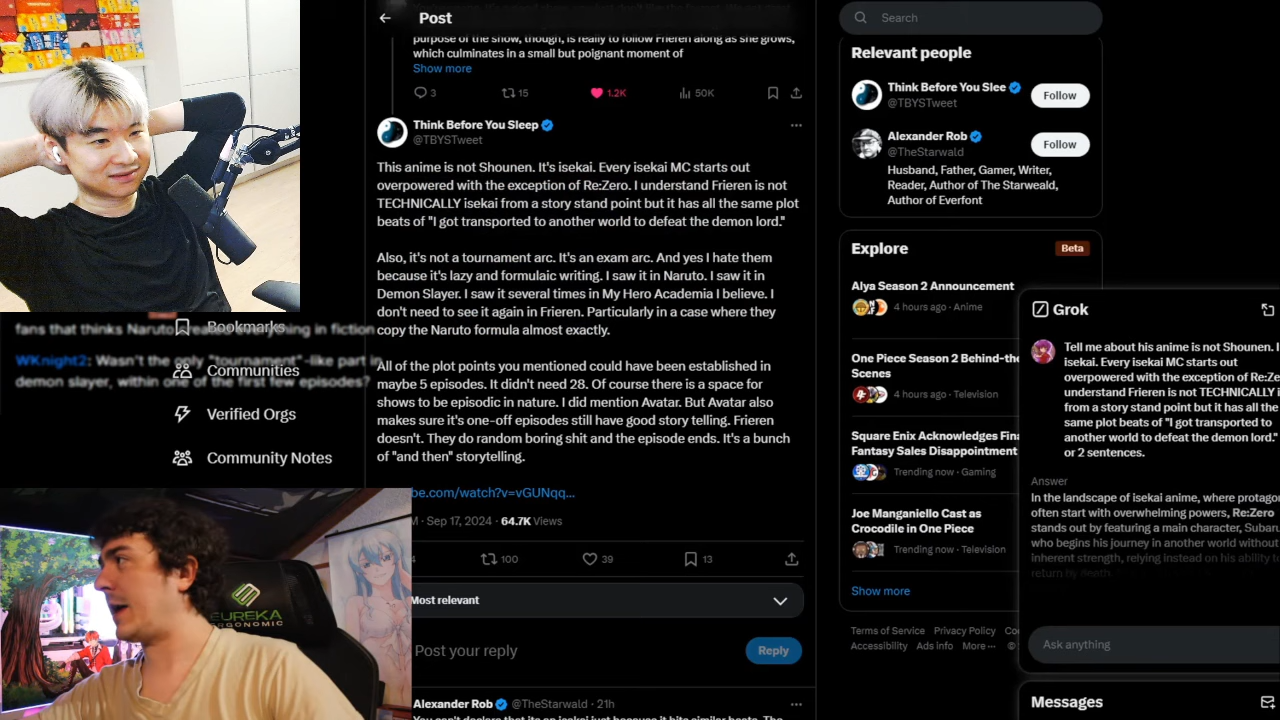 Post
purpose of the show, though, is really to follow Frieren along as she grows,
which culminates in a small but poignant moment of
Show more
3
15
1.2K
50K
Think Before You Sleep
@TBYSTweet
This anime is not Shounen. It's isekai. Every isekai MC starts out
overpowered with the exception of Re:Zero. I understand Frieren is not
TECHNICALLY isekai from a story stand point but it has all the same plot
beats of "I got transported to another world to defeat the demon lord."
Also, it's not a tournament arc. It's an exam arc. And yes I hate them
because it's lazy and formulaic writing. I saw it in Naruto. I saw it in
Demon Slayer. I saw it several times in My Hero Academia I believe. I
don't need to see it again in Frieren. Particularly in a case where they
copy the Naruto formula almost exactly.
All of the plot points you mentioned could have been established in
maybe 5 episodes. It didn't need 28. Of course there is a space for
shows to be episodic in nature. I did mention Avatar. But Avatar also
makes sure it's one-off episodes still have good story telling. Frieren
doesn't. They do random boring shit and the episode ends. It's a bunch
of "and then" storytelling.
be.com/watch?v=vGUNqq...
M · Sep 17, 2024 · 64.7K Views
4
100
39
13
Most relevant
Post your reply
Reply
Alexander Rob @TheStarwald · 21h
fans that thinks Naruto in fiction
Bookmarks
WKnight2: Wasn't the only "tournament"-like part in
demon slayer, within one of the first few episodes?
Communities
Verified Orgs
Community Notes
EUREKA
ERGONOMIC
Search
Relevant people
Think Before You Slee
@TBYSTweet
Follow
Alexander Rob
@TheStarwald
Follow
Husband, Father, Gamer, Writer,
Reader, Author of The Starweald,
Author of Everfont
Explore
Beta
Alya Season 2 Announcement
4 hours ago · Anime
One Piece Season 2 Behind-the
Scenes
4 hours ago · Television
Square Enix Acknowledges Fina
Fantasy Sales Disappointment
Trending now · Gaming
Joe Manganiello Cast as
Crocodile in One Piece
Trending now · Television
Show more
Terms of Service Privacy Policy Coo
Accessibility Ads info More ··· ©
Grok
Tell me about his anime is not Shounen. I
isekai. Every isekai MC starts out
overpowered with the exception of Re:Ze
understand Frieren is not TECHNICALLY i
from a story stand point but it has all the
same plot beats of "I got transported to
another world to defeat the demon lord."
or 2 sentences.
Answer
In the landscape of isekai anime, where protago
often start with overwhelming powers, Re:Zero
stands out by featuring a main character, Subaru
who begins his journey in another world without
inherent strength, relying instead on his ability to
return by death
Ask anything
Messages